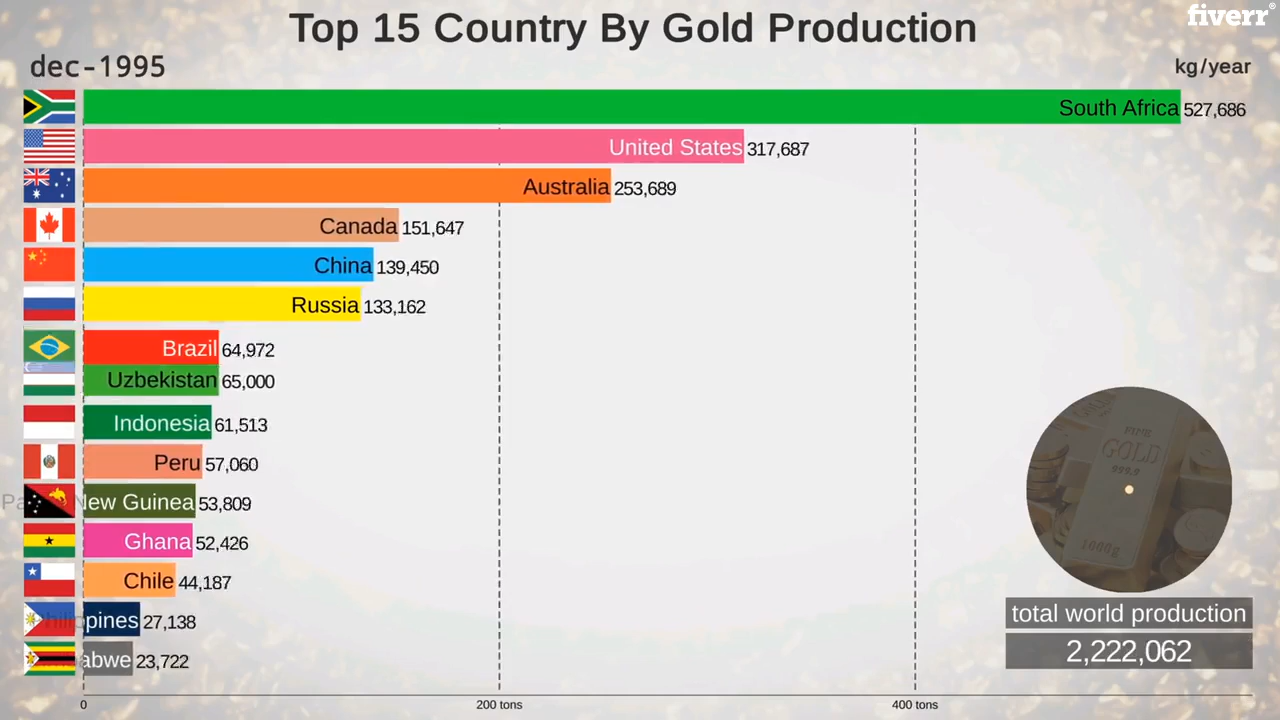 fiverr®
Top 15 Country By Gold Production
dec-1995
kg/year
South Africa 527,686
United States 317,687
Australia 253,689
Canada 151,647
China 139,450
Russia 133,162
Brazil 64,972
Uzbekistan 65,000
Indonesia 61,513
Peru 57,060
Pa New Guinea 53,809
Ghana 52,426
Chile 44,187
Philippines 27,138
abwe 23,722
FINE
GOLD
999.9
1000g
total world production
2,222,062
0 200 tons 400 tons